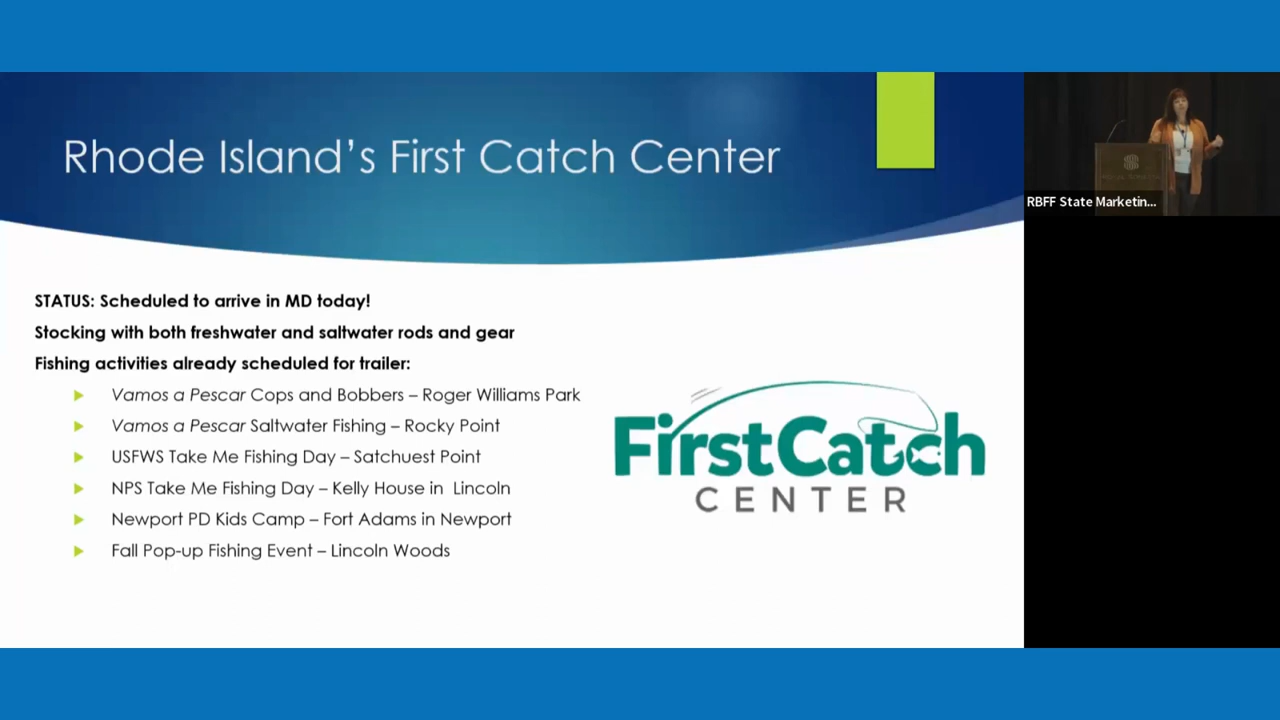 Rhode Island's First Catch Center
RBFF State Marketin...
STATUS: Scheduled to arrive in MD today!
Stocking with both freshwater and saltwater rods and gear
Fishing activities already scheduled for trailer:
Vamos a Pescar Cops and Bobbers – Roger Williams Park
Vamos a Pescar Saltwater Fishing – Rocky Point
USFWS Take Me Fishing Day – Satchuest Point
NPS Take Me Fishing Day – Kelly House in Lincoln
Newport PD Kids Camp – Fort Adams in Newport
Fall Pop-up Fishing Event – Lincoln Woods
FirstCatch
CENTER